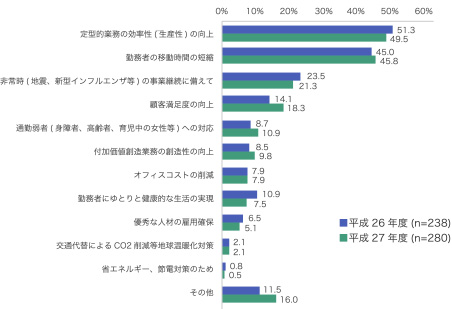 0% 10% 20% 30% 40% 50% 60%
定型的業務の効率性(生産性)の向上 51.3
49.5
勤務者の移動時間の短縮 45.0
45.8
非常時(地震、新型インフルエンザ等)の事業継続に備えて 23.5
21.3
顧客満足度の向上 14.1
18.3
通勤弱者(身障者、高齢者、育児中の女性等)への対応 8.7
10.9
付加価値創造業務の創造性の向上 8.5
9.8
オフィスコストの削減 7.9
7.9
勤務者にゆとりと健康的な生活の実現 10.9
7.5
優秀な人材の雇用確保 6.5
5.1
交通代替によるCO2削減等地球温暖化対策 2.1
2.1
省エネルギー、節電対策のため 0.8
0.5
その他 11.5
16.0
平成26年度(n=238)
平成27年度(n=280)